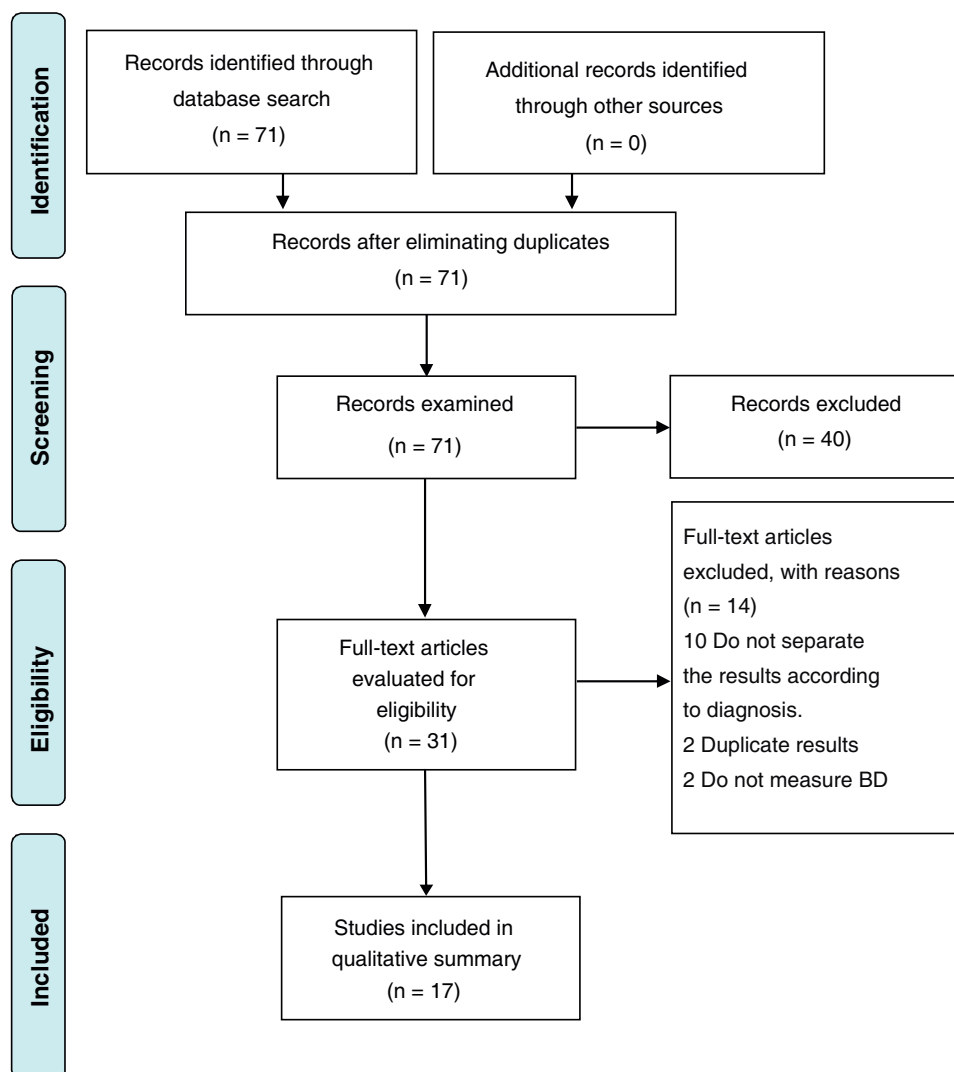 Identification
Records identified through
database search
(n = 71)
Additional records identified
through other sources
(n = 0)
Records after eliminating duplicates
(n = 71)
Screening
Records examined
(n = 71)
Records excluded
(n = 40)
Eligibility
Full-text articles
evaluated for
eligibility
(n = 31)
Full-text articles
excluded, with reasons
(n = 14)
10 Do not separate
the results according
to diagnosis.
2 Duplicate results
2 Do not measure BD
Included
Studies included in
qualitative summary
(n = 17)